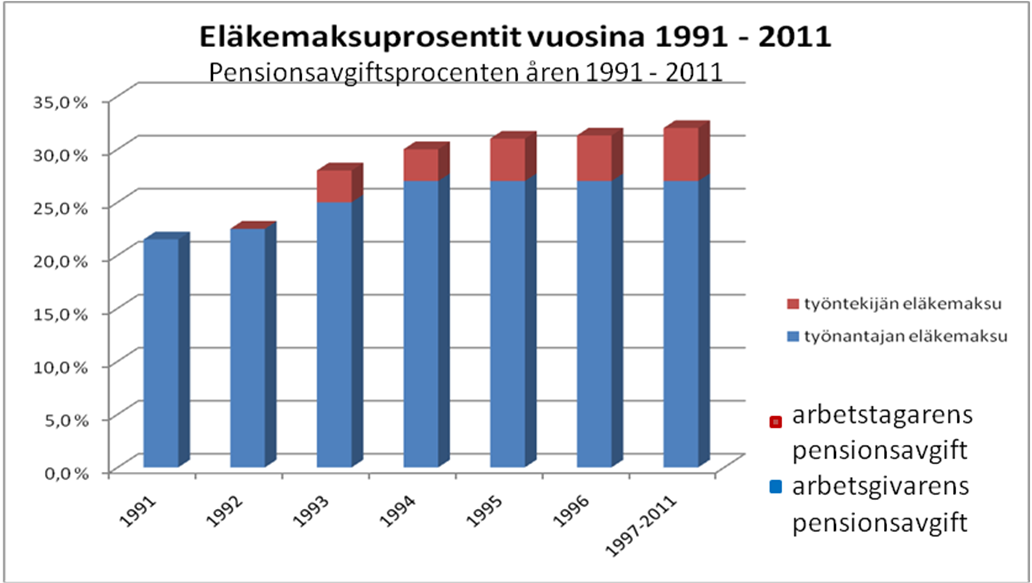 Eläkemaksuprosentit vuosina 1991 - 2011
Pensionsavgiftsprocenten åren 1991 - 2011
35,0 %
30,0 %
25,0 %
20,0 %
15,0 %
10,0 %
5,0 %
0,0 %
1991
1992
1993
1994
1995
1996
1997-2011
työntekijän eläkemaksu
työnantajan eläkemaksu
arbetstagarens
pensionsavgift
arbetsgivarens
pensionsavgift